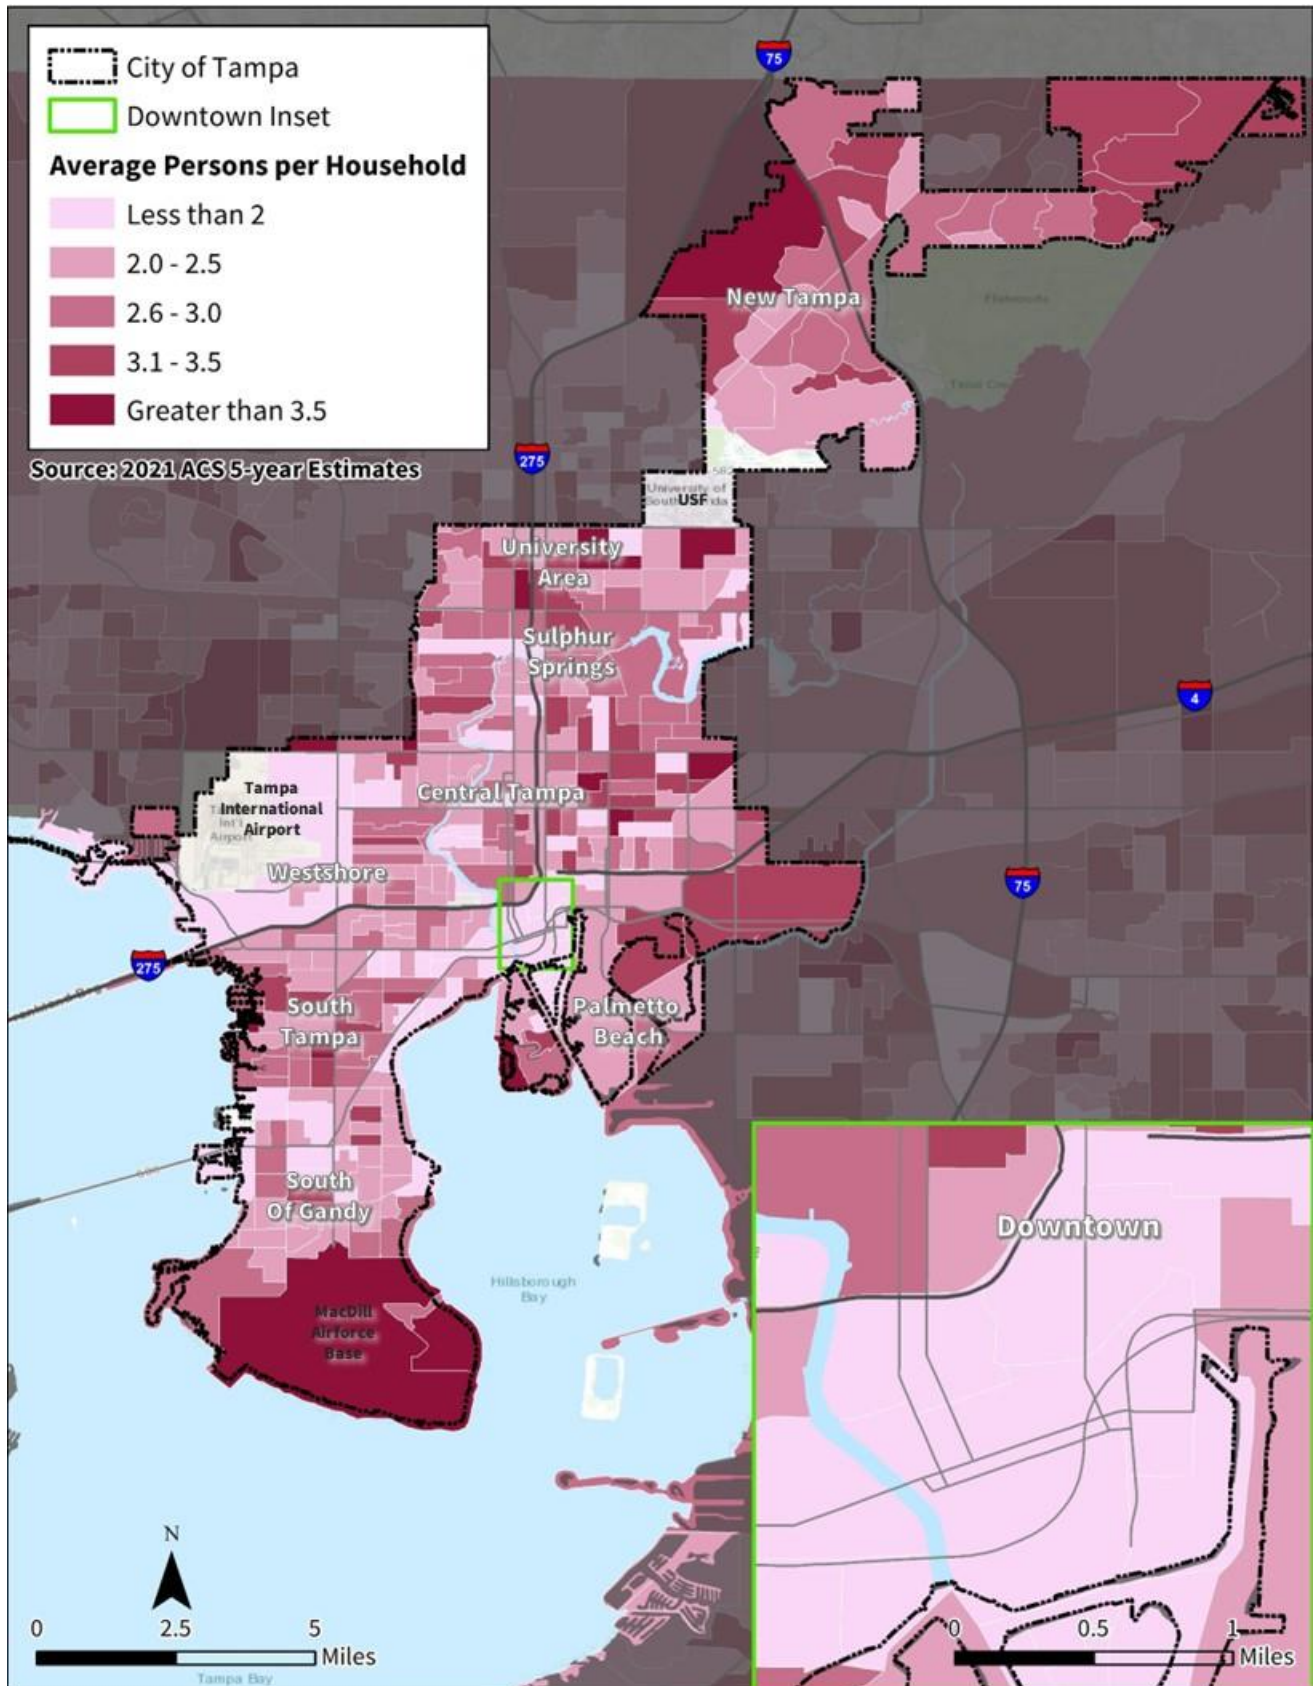 City of Tampa
Downtown Inset
Average Persons per Household
Less than 2
2.0 - 2.5
2.6 - 3.0
3.1 - 3.5
Greater than 3.5
Source: 2021 ACS 5-year Estimates
75
New Tampa
275
University of
USF
University
Area
Sulphur
Springs
4
Central Tampa
Tampa
International
Airport
Westshore
75
275
South
Tampa
Palmetto
Beach
South
Of Gandy
MacDill
Airforce
Base
Hillsborough
Bay
Downtown
N
0 2.5 5
Miles
Tampa Bay
0 0.5 1
Miles